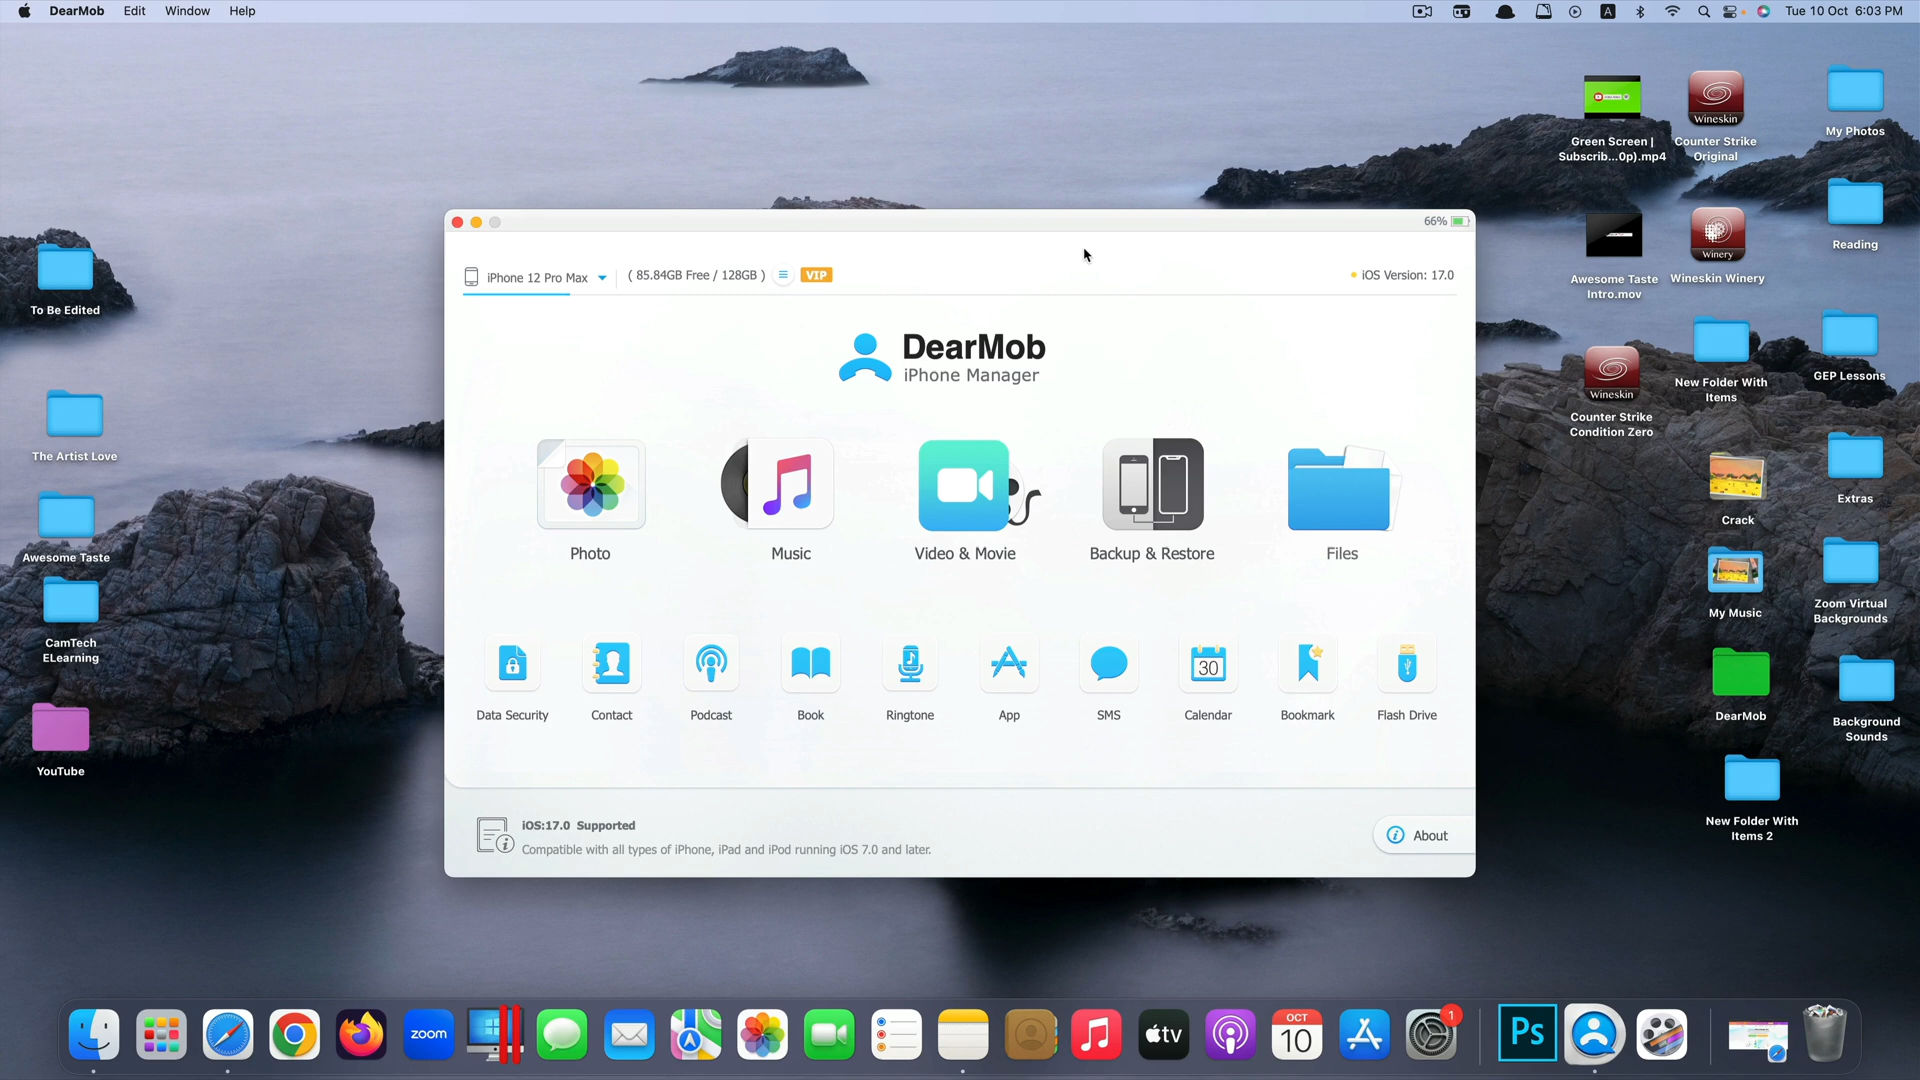 DearMob Edit Window Help
A
Tue 10 Oct 6:03 PM
To Be Edited
The Artist Love
Awesome Taste
CamTech
ELearning
YouTube
66%
iPhone 12 Pro Max
( 85.84GB Free / 128GB )
VIP
iOS Version: 17.0
DearMob
iPhone Manager
Photo
Music
Video & Movie
Backup & Restore
Files
30
Data Security
Contact
Podcast
Book
Ringtone
App
SMS
Calendar
Bookmark
Flash Drive
iOS:17.0 Supported
Compatible with all types of iPhone, iPad and iPod running iOS 7.0 and later.
About
Green Screen |
Subscrib...0p).mp4
Wineskin
Counter Strike
Original
My Photos
Awesome Taste
Intro.mov
Winery
Wineskin Winery
Reading
Wineskin
Counter Strike
Condition Zero
New Folder With
Items
GEP Lessons
Crack
Extras
My Music
Zoom Virtual
Backgrounds
DearMob
Background
Sounds
New Folder With
Items 2
zoom
tv
OCT
10
1
Ps